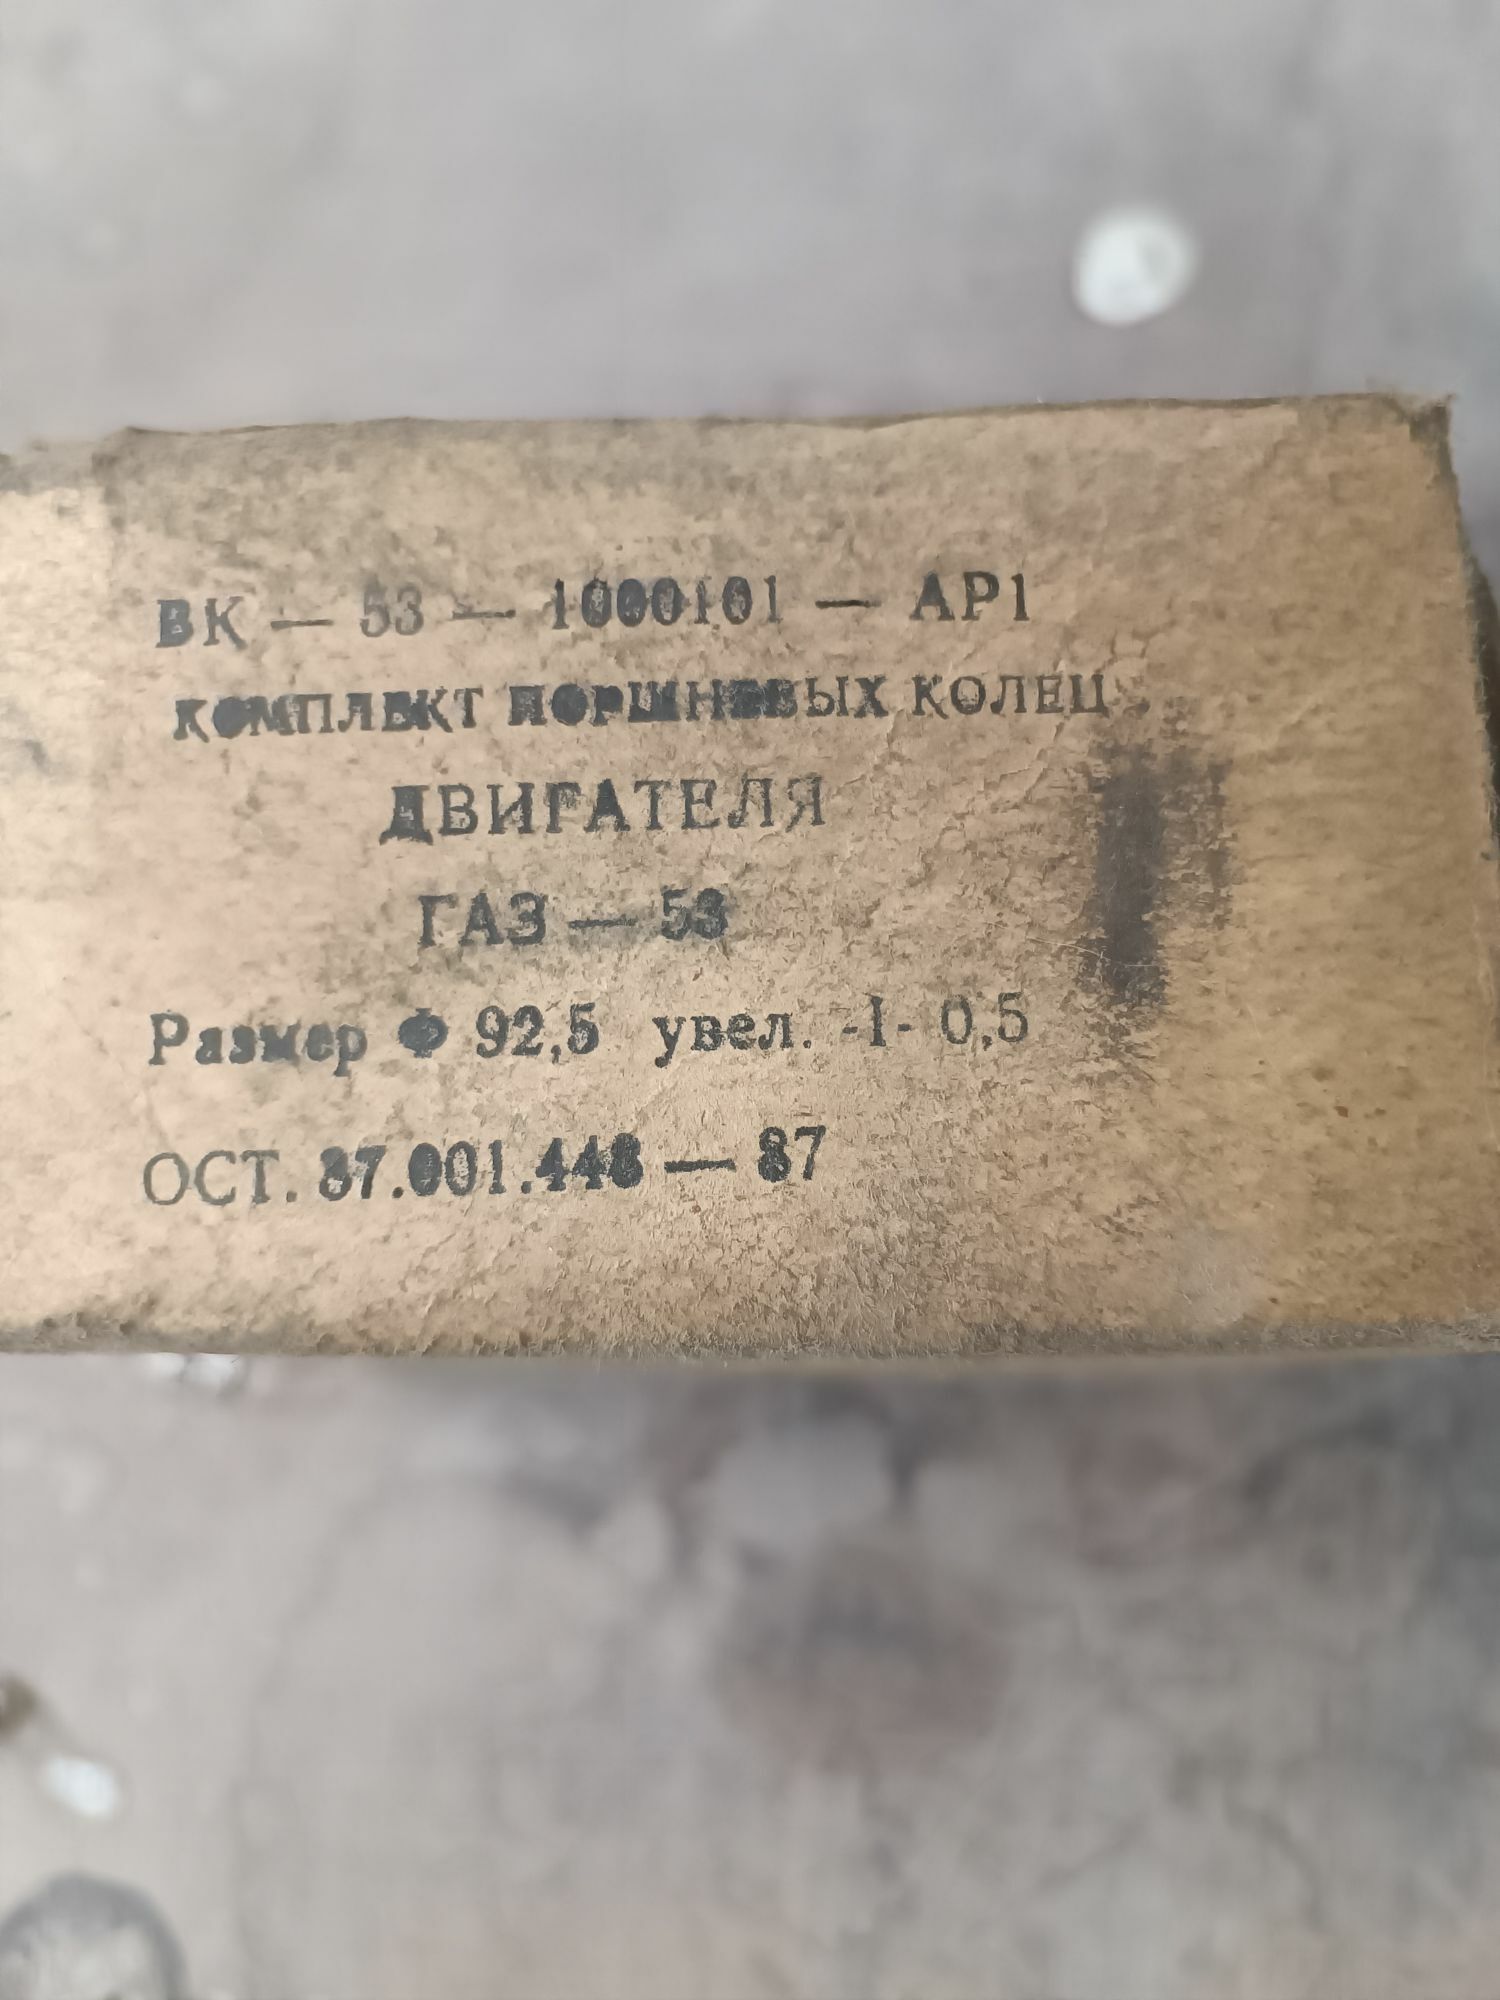 ВК — 53 — 1000101 — АР1
КОМПЛЕКТ ПОРШНЕВЫХ КОЛЕЦ
ДВИГАТЕЛЯ
ГАЗ — 53
Размер Ф 92,5 увел. -1- 0,5
ОСТ. 37.001.448 — 87